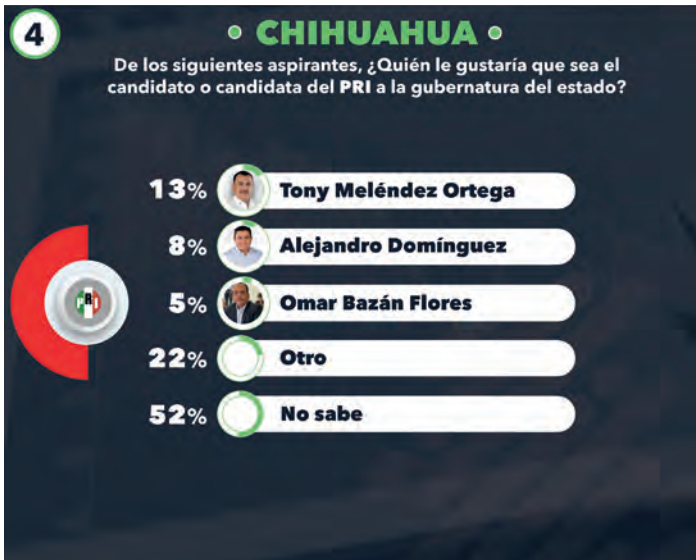 4
• CHIHUAHUA •
De los siguientes aspirantes, ¿Quién le gustaría que sea el
candidato o candidata del PRI a la gubernatura del estado?
13% Tony Meléndez Ortega
8% Alejandro Domínguez
PRI
5% Omar Bazán Flores
22% Otro
52% No sabe